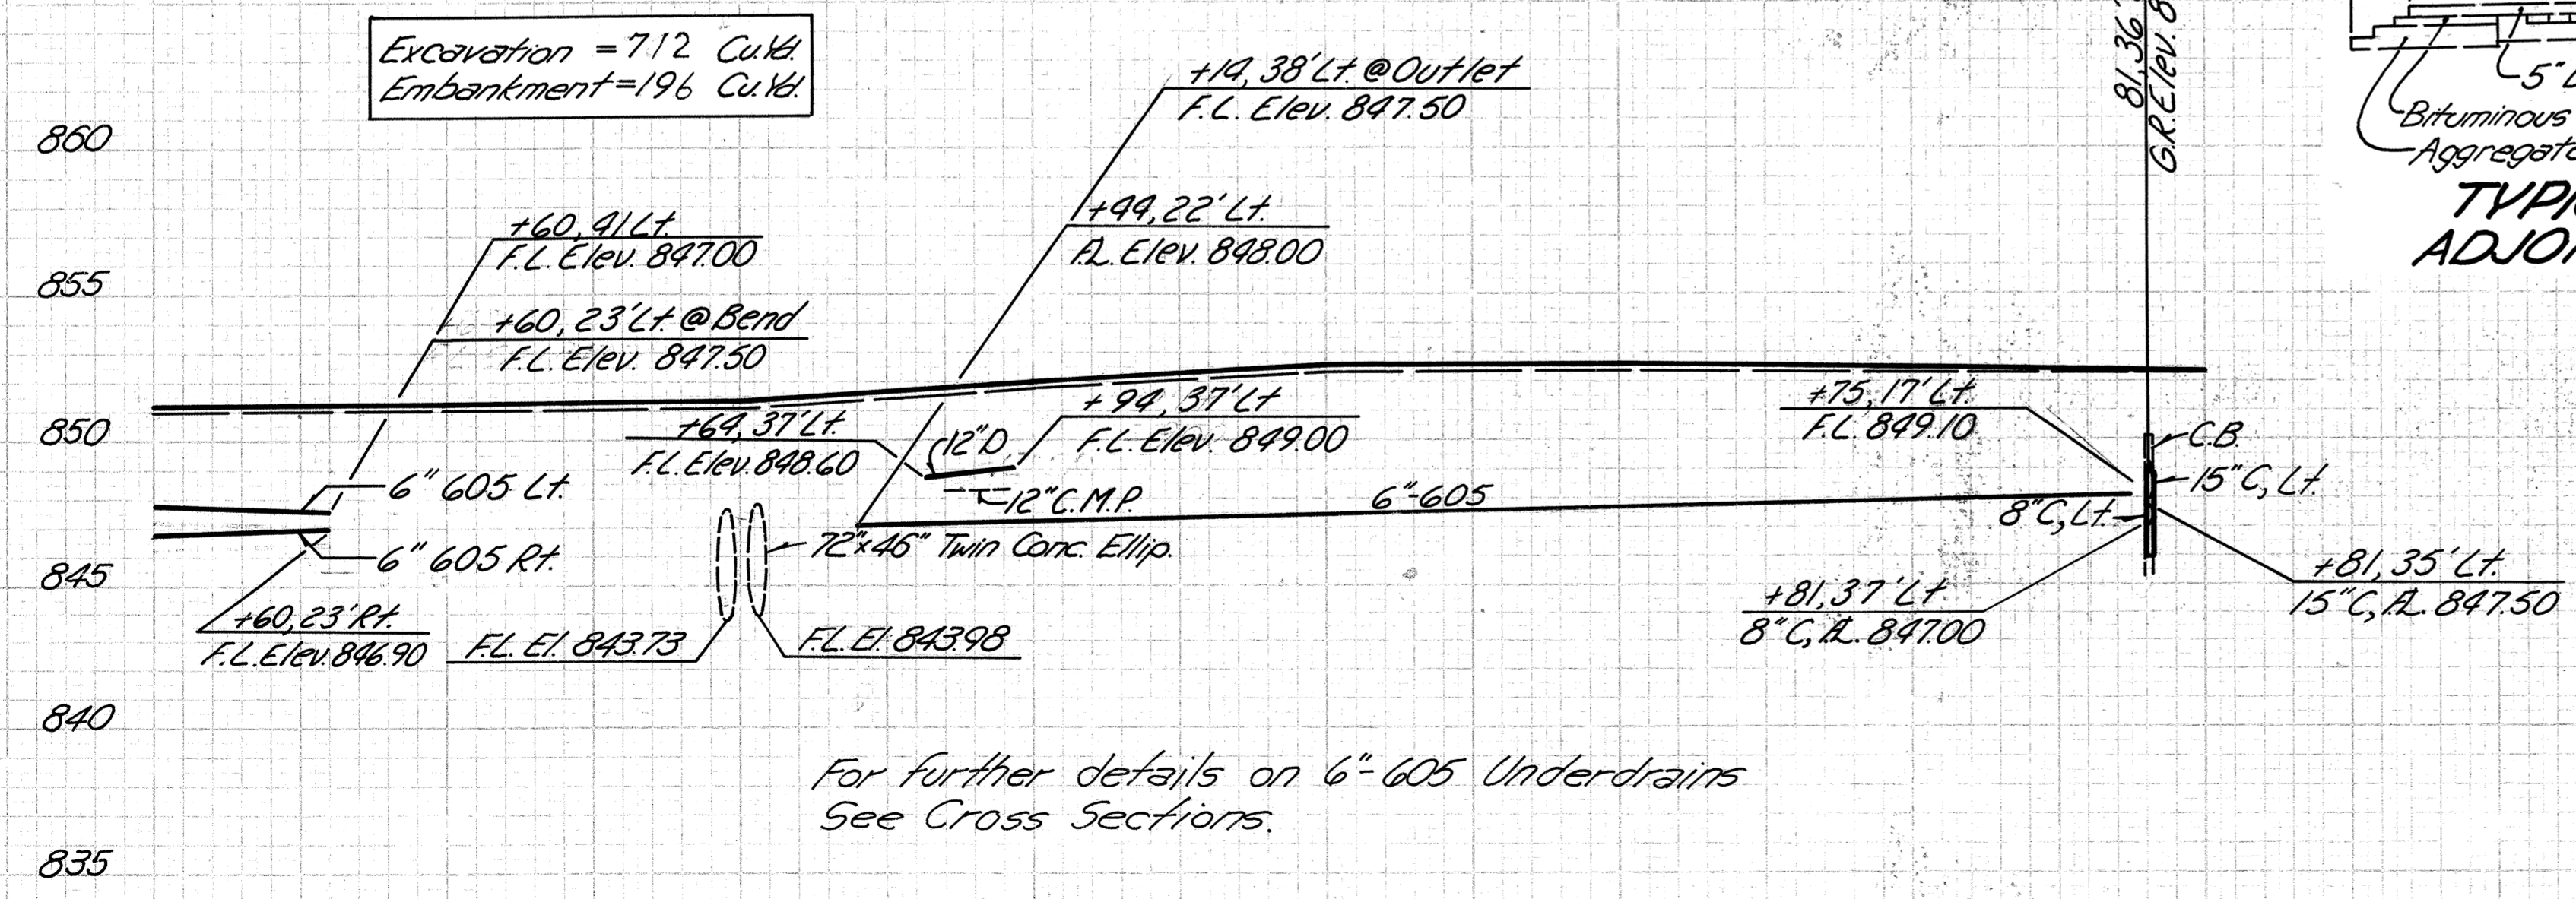 Excavation = 712 Cu.Yd.
Embankment = 196 Cu.Yd.
+14, 38' Lt. @ Outlet
F.L. Elev. 847.50
81, 36'
G.R. Elev. 8
5"
Bituminous
Aggregate
860
+60, 41 Lt.
F.L. Elev. 847.00
+44, 22' Lt.
F.L. Elev. 848.00
855
+60, 23' Lt. @ Bend
F.L. Elev. 847.50
850
+64, 37' Lt.
F.L. Elev. 848.60
12" D
+94, 37' Lt
F.L. Elev. 849.00
+75, 17' Lt.
F.L. 849.10
C.B.
6" 605 Lt.
12" C.M.P.
6"-605
15" C, Lt.
8" C, Lt.
6" 605 Rt.
72"x46" Twin Conc. Ellip.
845
+60, 23' Rt.
F.L. Elev. 846.90
F.L. El. 843.73
F.L. El. 843.98
+81, 37' Lt
8" C, F.L. 847.00
+81, 35' Lt.
15" C, F.L. 847.50
840
For further details on 6"-605 Underdrains
See Cross Sections.
835